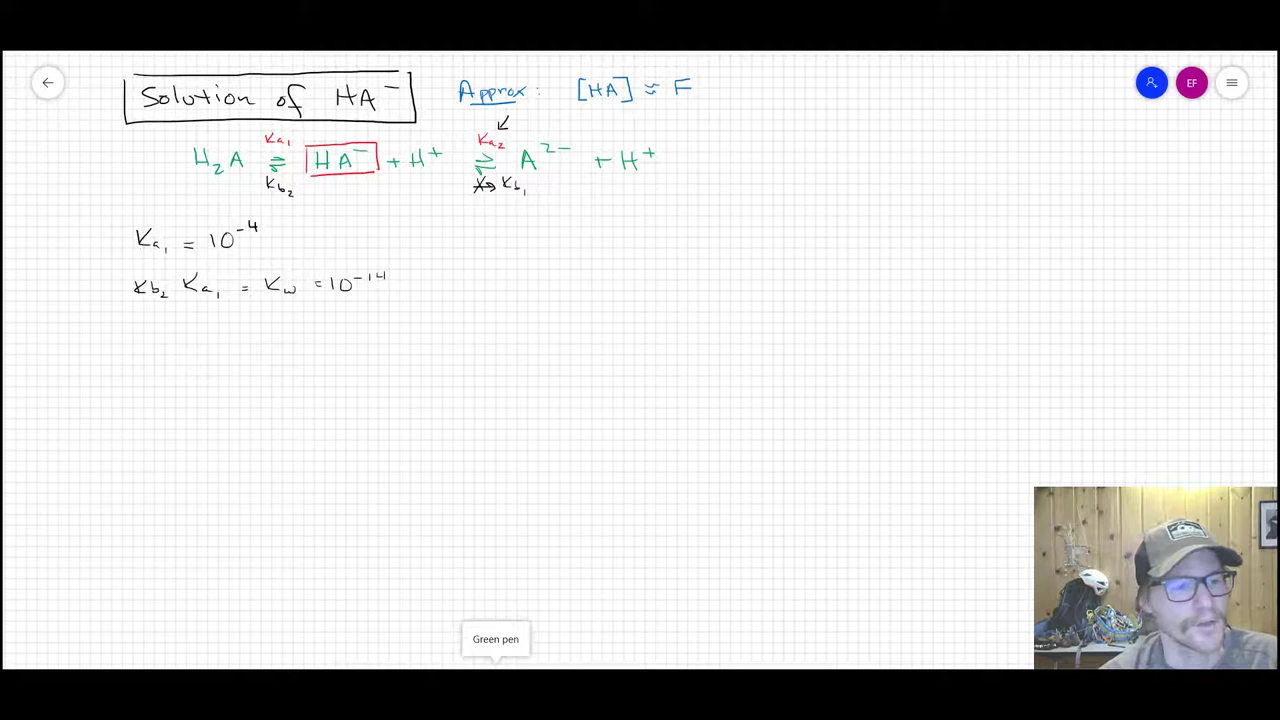 Solution of HA⁻
Approx: [HA] ≈ F
Ka₁ Ka₂
H₂A ⇌ HA⁻ + H⁺ ⇌ A²⁻ + H⁺
Kb₂ Kb₁
Ka₁ = 10⁻⁴
Kb₂ Ka₁ = Kw = 10⁻¹⁴
EF
Green pen